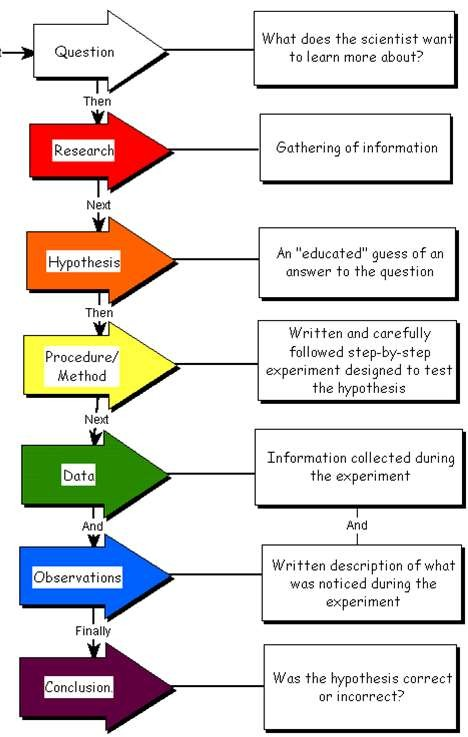 Question
What does the scientist want
to learn more about?
Then
Research
Gathering of information
Next
Hypothesis
An "educated" guess of an
answer to the question
Then
Procedure/
Method
Written and carefully
followed step-by-step
experiment designed to test
the hypothesis
Next
Data
Information collected during
the experiment
And
And
Observations
Written description of what
was noticed during the
experiment
Finally
Conclusion.
Was the hypothesis correct
or incorrect?